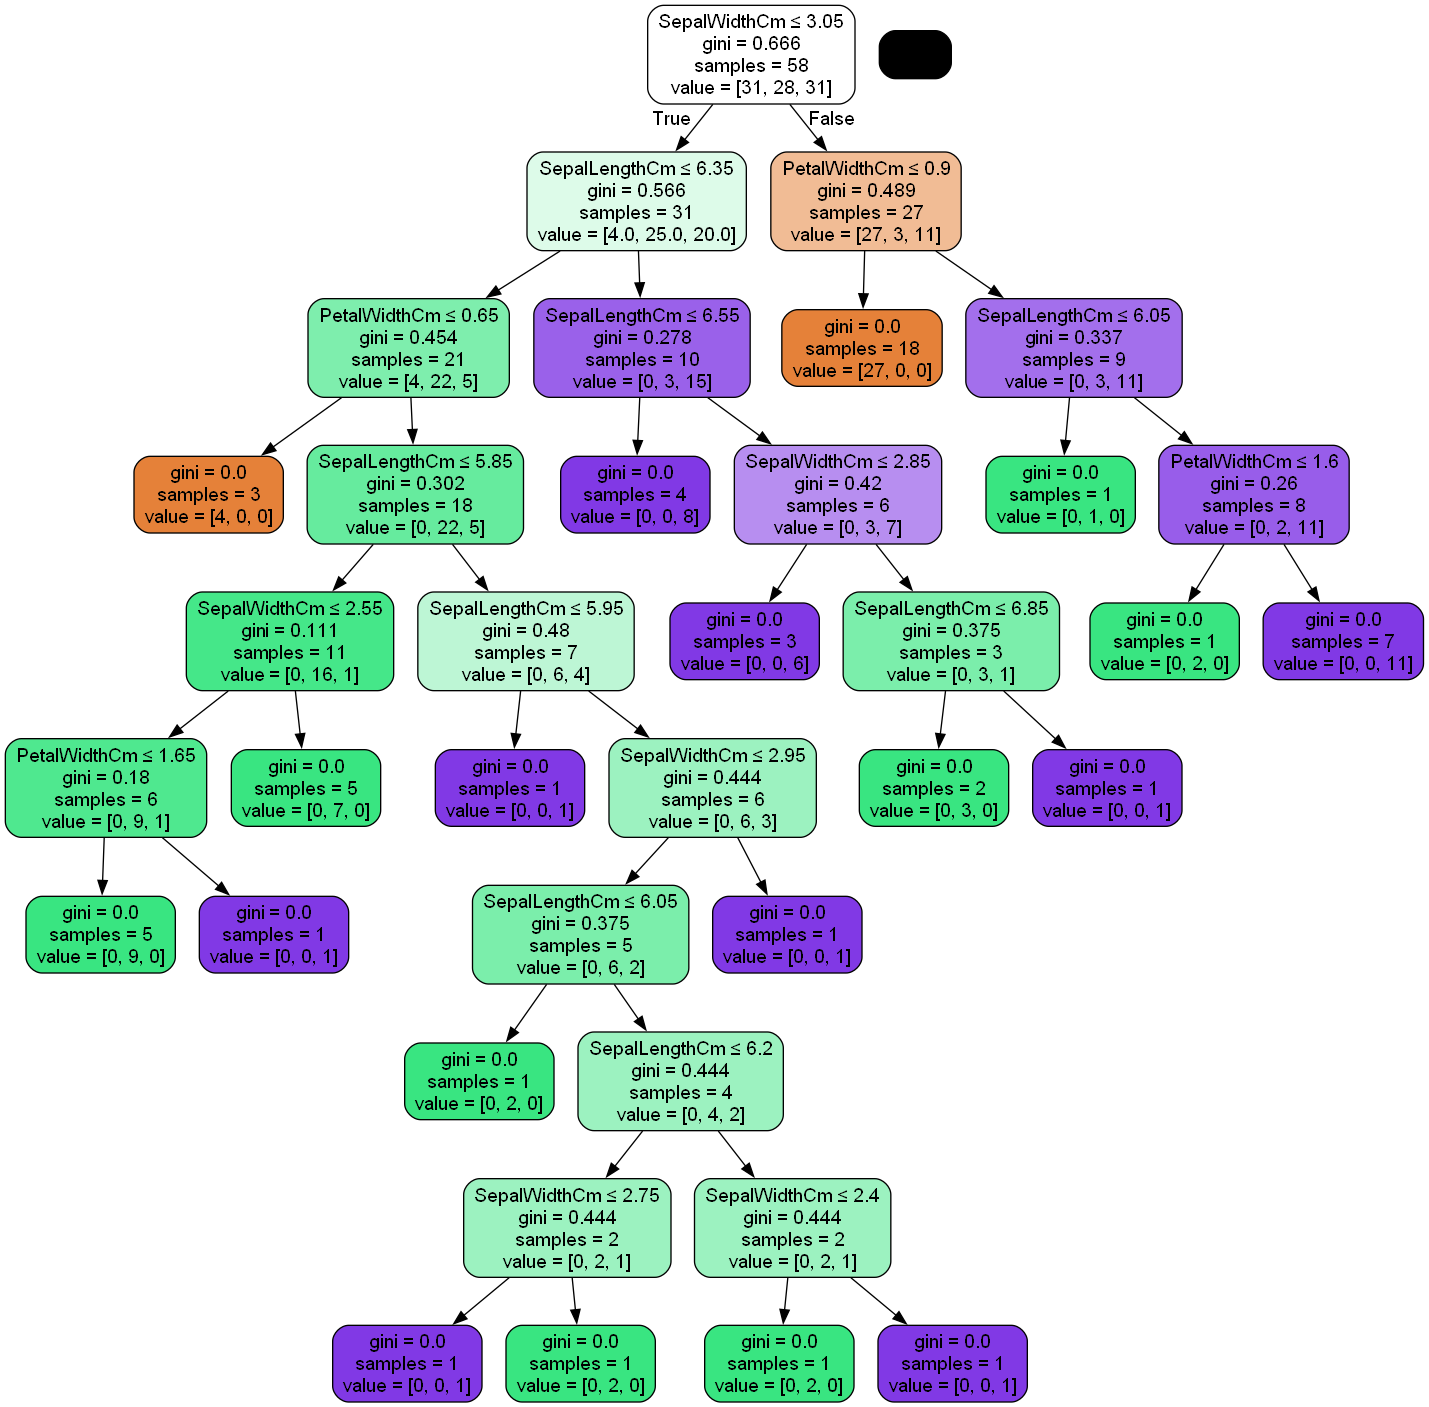 SepalWidthCm ≤ 3.05
gini = 0.666
samples = 58
value = [31, 28, 31]
True
False
SepalLengthCm ≤ 6.35
gini = 0.566
samples = 31
value = [4.0, 25.0, 20.0]
PetalWidthCm ≤ 0.9
gini = 0.489
samples = 27
value = [27, 3, 11]
PetalWidthCm ≤ 0.65
gini = 0.454
samples = 21
value = [4, 22, 5]
SepalLengthCm ≤ 6.55
gini = 0.278
samples = 10
value = [0, 3, 15]
gini = 0.0
samples = 18
value = [27, 0, 0]
SepalLengthCm ≤ 6.05
gini = 0.337
samples = 9
value = [0, 3, 11]
gini = 0.0
samples = 3
value = [4, 0, 0]
SepalLengthCm ≤ 5.85
gini = 0.302
samples = 18
value = [0, 22, 5]
gini = 0.0
samples = 4
value = [0, 0, 8]
SepalWidthCm ≤ 2.85
gini = 0.42
samples = 6
value = [0, 3, 7]
gini = 0.0
samples = 1
value = [0, 1, 0]
PetalWidthCm ≤ 1.6
gini = 0.26
samples = 8
value = [0, 2, 11]
SepalWidthCm ≤ 2.55
gini = 0.111
samples = 11
value = [0, 16, 1]
SepalLengthCm ≤ 5.95
gini = 0.48
samples = 7
value = [0, 6, 4]
gini = 0.0
samples = 3
value = [0, 0, 6]
SepalLengthCm ≤ 6.85
gini = 0.375
samples = 3
value = [0, 3, 1]
gini = 0.0
samples = 1
value = [0, 2, 0]
gini = 0.0
samples = 7
value = [0, 0, 11]
PetalWidthCm ≤ 1.65
gini = 0.18
samples = 6
value = [0, 9, 1]
gini = 0.0
samples = 5
value = [0, 7, 0]
gini = 0.0
samples = 1
value = [0, 0, 1]
SepalWidthCm ≤ 2.95
gini = 0.444
samples = 6
value = [0, 6, 3]
gini = 0.0
samples = 2
value = [0, 3, 0]
gini = 0.0
samples = 1
value = [0, 0, 1]
gini = 0.0
samples = 5
value = [0, 9, 0]
gini = 0.0
samples = 1
value = [0, 0, 1]
SepalLengthCm ≤ 6.05
gini = 0.375
samples = 5
value = [0, 6, 2]
gini = 0.0
samples = 1
value = [0, 0, 1]
gini = 0.0
samples = 1
value = [0, 2, 0]
SepalLengthCm ≤ 6.2
gini = 0.444
samples = 4
value = [0, 4, 2]
SepalWidthCm ≤ 2.75
gini = 0.444
samples = 2
value = [0, 2, 1]
SepalWidthCm ≤ 2.4
gini = 0.444
samples = 2
value = [0, 2, 1]
gini = 0.0
samples = 1
value = [0, 0, 1]
gini = 0.0
samples = 1
value = [0, 2, 0]
gini = 0.0
samples = 1
value = [0, 2, 0]
gini = 0.0
samples = 1
value = [0, 0, 1]